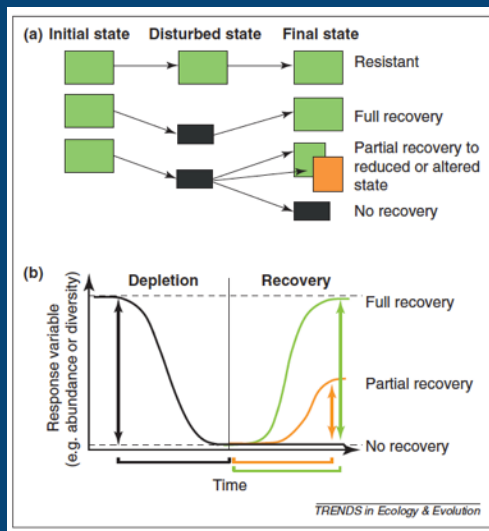 (a) Initial state Disturbed state Final state
Resistant
Full recovery
Partial recovery to
reduced or altered
state
No recovery
(b) Depletion Recovery
Response variable
(e.g. abundance or diversity)
Full recovery
Partial recovery
No recovery
Time
TRENDS in Ecology & Evolution